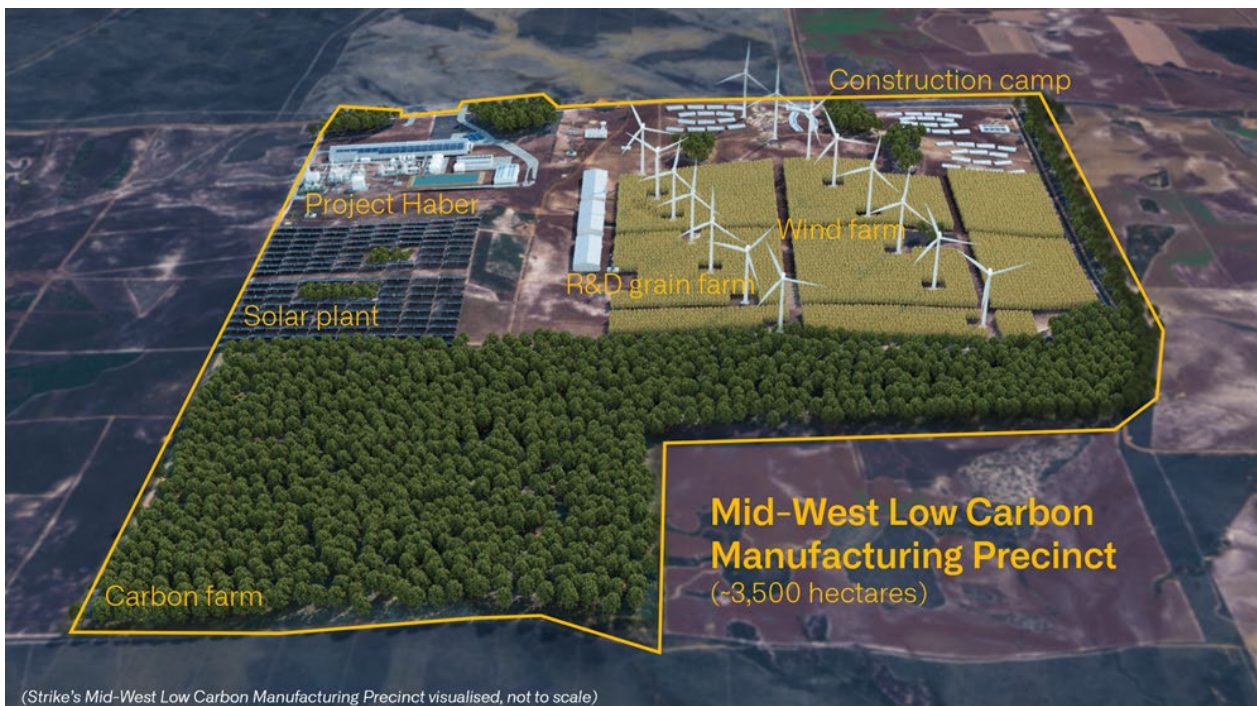 Construction camp
Project Haber
Wind farm
R&D grain farm
Solar plant
Mid-West Low Carbon
Manufacturing Precinct
(~3,500 hectares)
Carbon farm
(Strike's Mid-West Low Carbon Manufacturing Precinct visualised, not to scale)